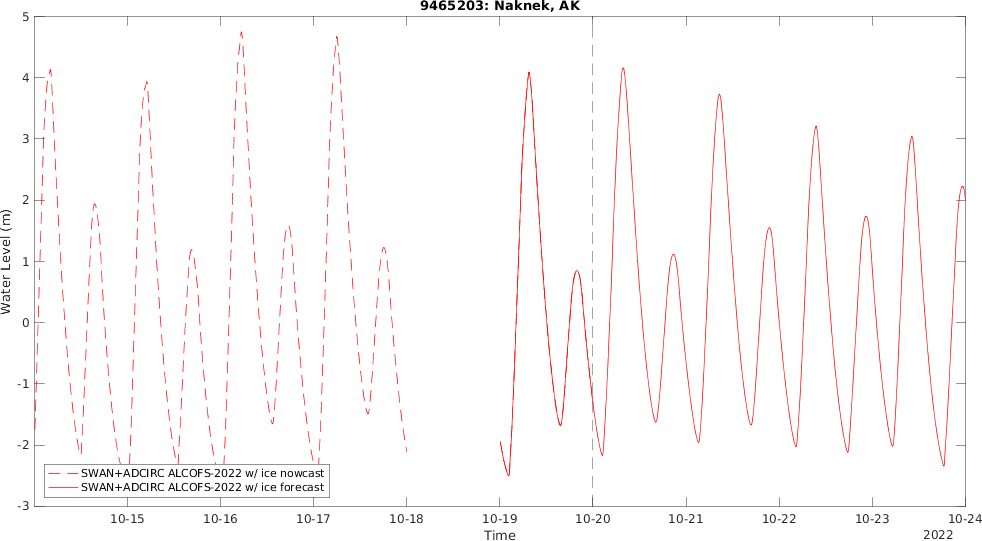 9465203: Naknek, AK
5
4
3
2
1
0
-1
-2
-3
Water Level (m)
SWAN+ADCIRC ALCOFS-2022 w/ ice nowcast
SWAN+ADCIRC ALCOFS-2022 w/ ice forecast
10-15 10-16 10-17 10-18 10-19 10-20 10-21 10-22 10-23 10-24
Time
2022